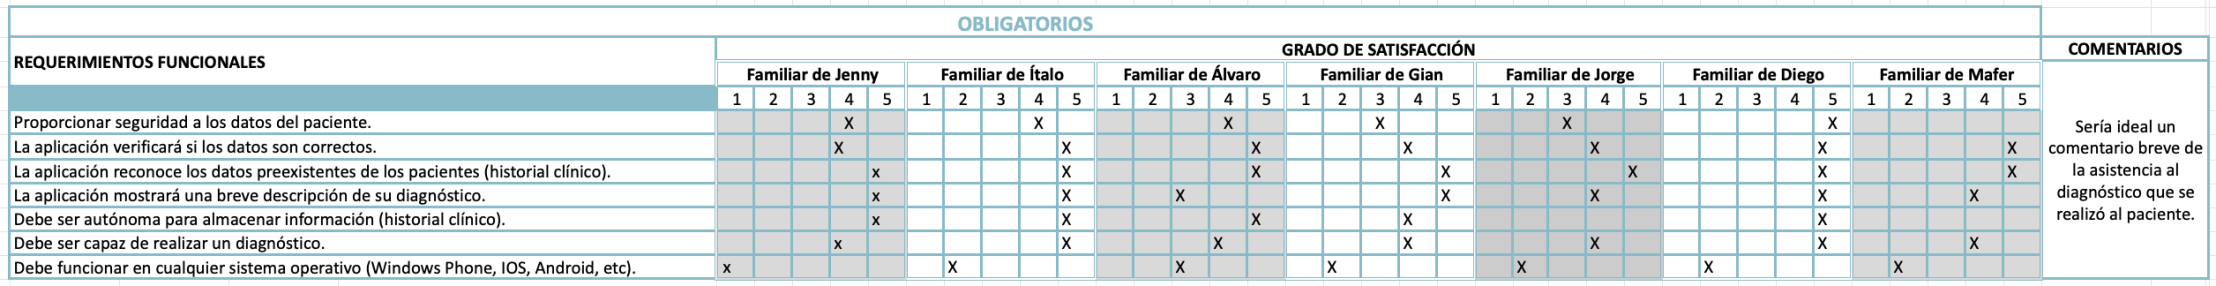 OBLIGATORIOS
REQUERIMIENTOS FUNCIONALES
GRADO DE SATISFACCIÓN
COMENTARIOS
Familiar de Jenny Familiar de Ítalo Familiar de Álvaro Familiar de Gian Familiar de Jorge Familiar de Diego Familiar de Mafer
1 2 3 4 5 1 2 3 4 5 1 2 3 4 5 1 2 3 4 5 1 2 3 4 5 1 2 3 4 5 1 2 3 4 5
Proporcionar seguridad a los datos del paciente. X X X X X X
La aplicación verificará si los datos son correctos. X X X X X X X
La aplicación reconoce los datos preexistentes de los pacientes (historial clínico). x X X X X X X
La aplicación mostrará una breve descripción de su diagnóstico. x X X X X X X
Debe ser autónoma para almacenar información (historial clínico). x X X X X
Debe ser capaz de realizar un diagnóstico. x X X X X X X
Debe funcionar en cualquier sistema operativo (Windows Phone, IOS, Android, etc). x X X X X X X
Sería ideal un
comentario breve de
la asistencia al
diagnóstico que se
realizó al paciente.